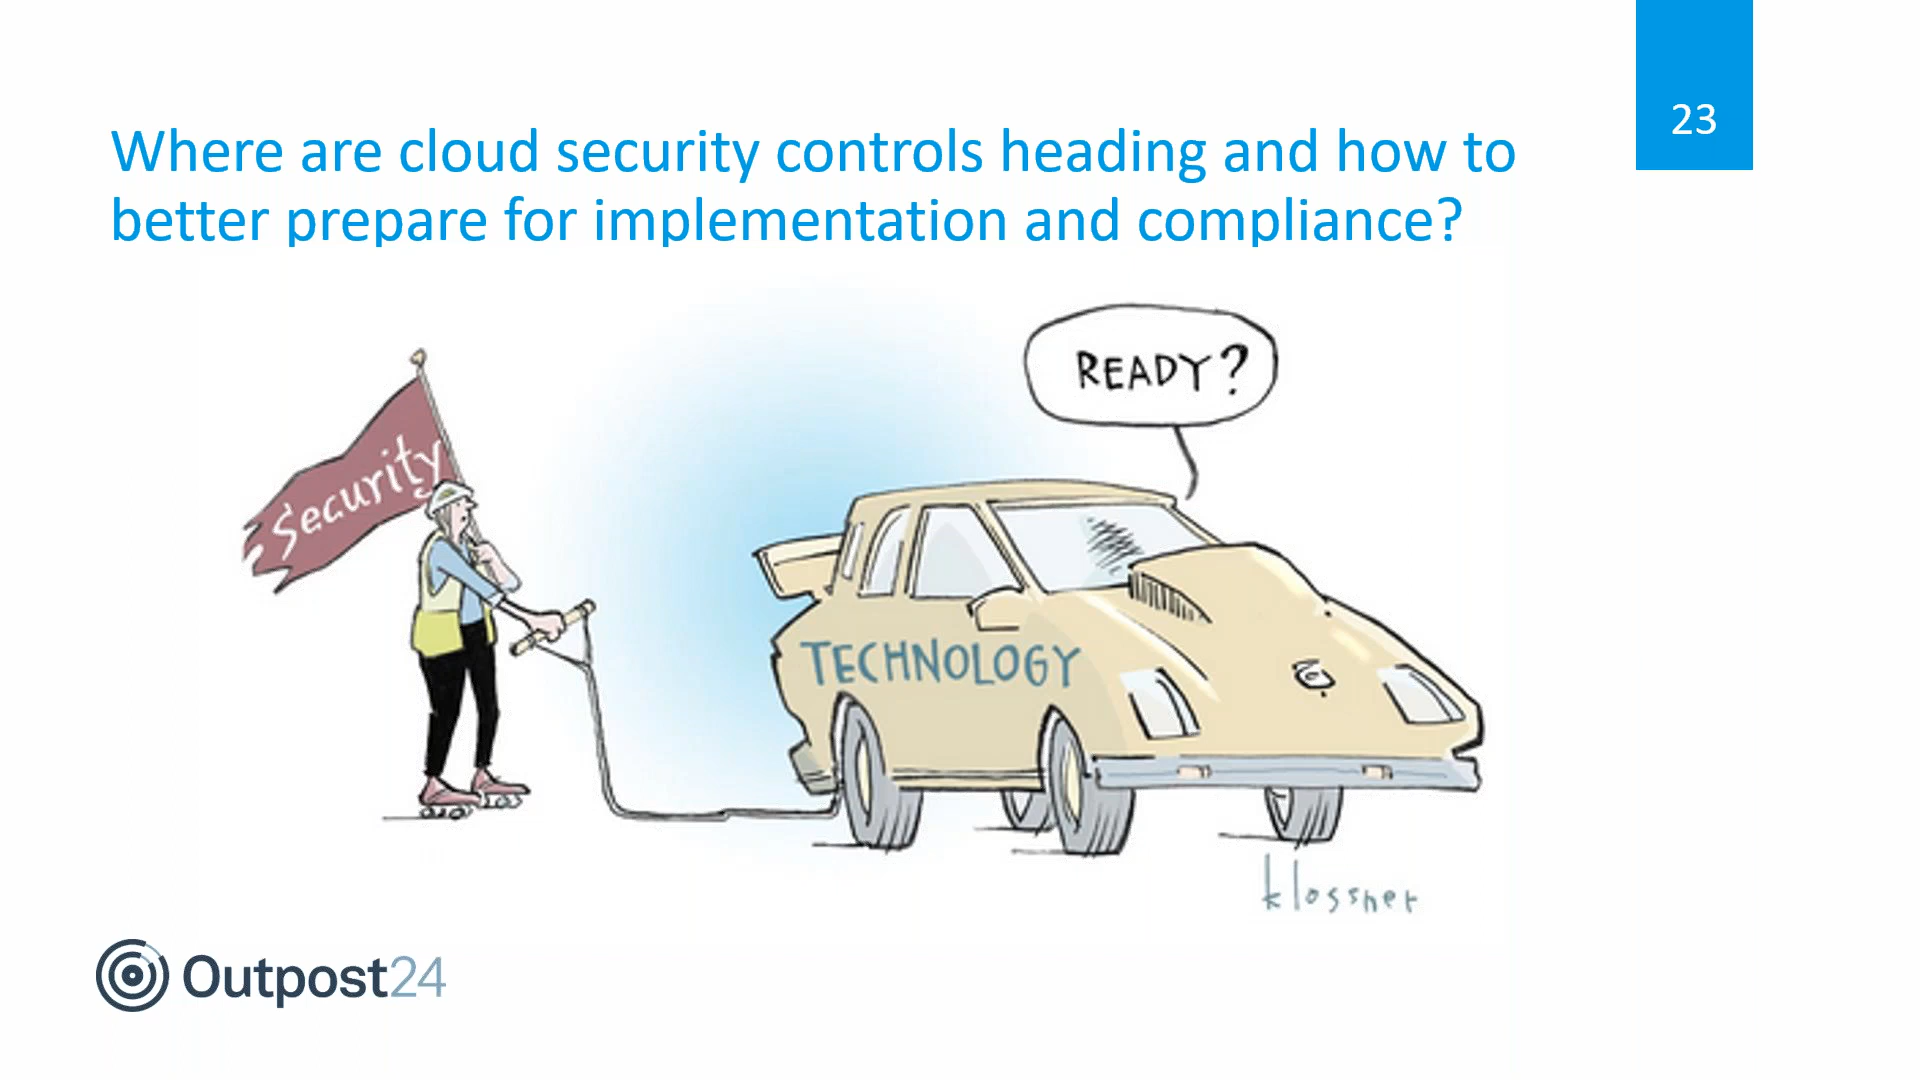 23
Where are cloud security controls heading and how to
better prepare for implementation and compliance?
READY?
Security
TECHNOLOGY
klossner
Outpost24